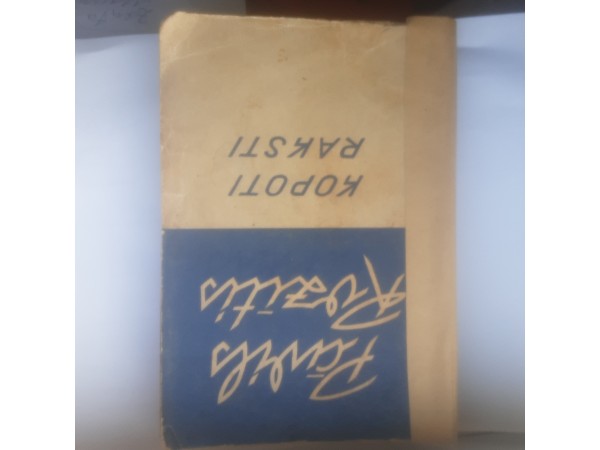 Pāvils
Rozītis
KOPOTI
RAKSTI